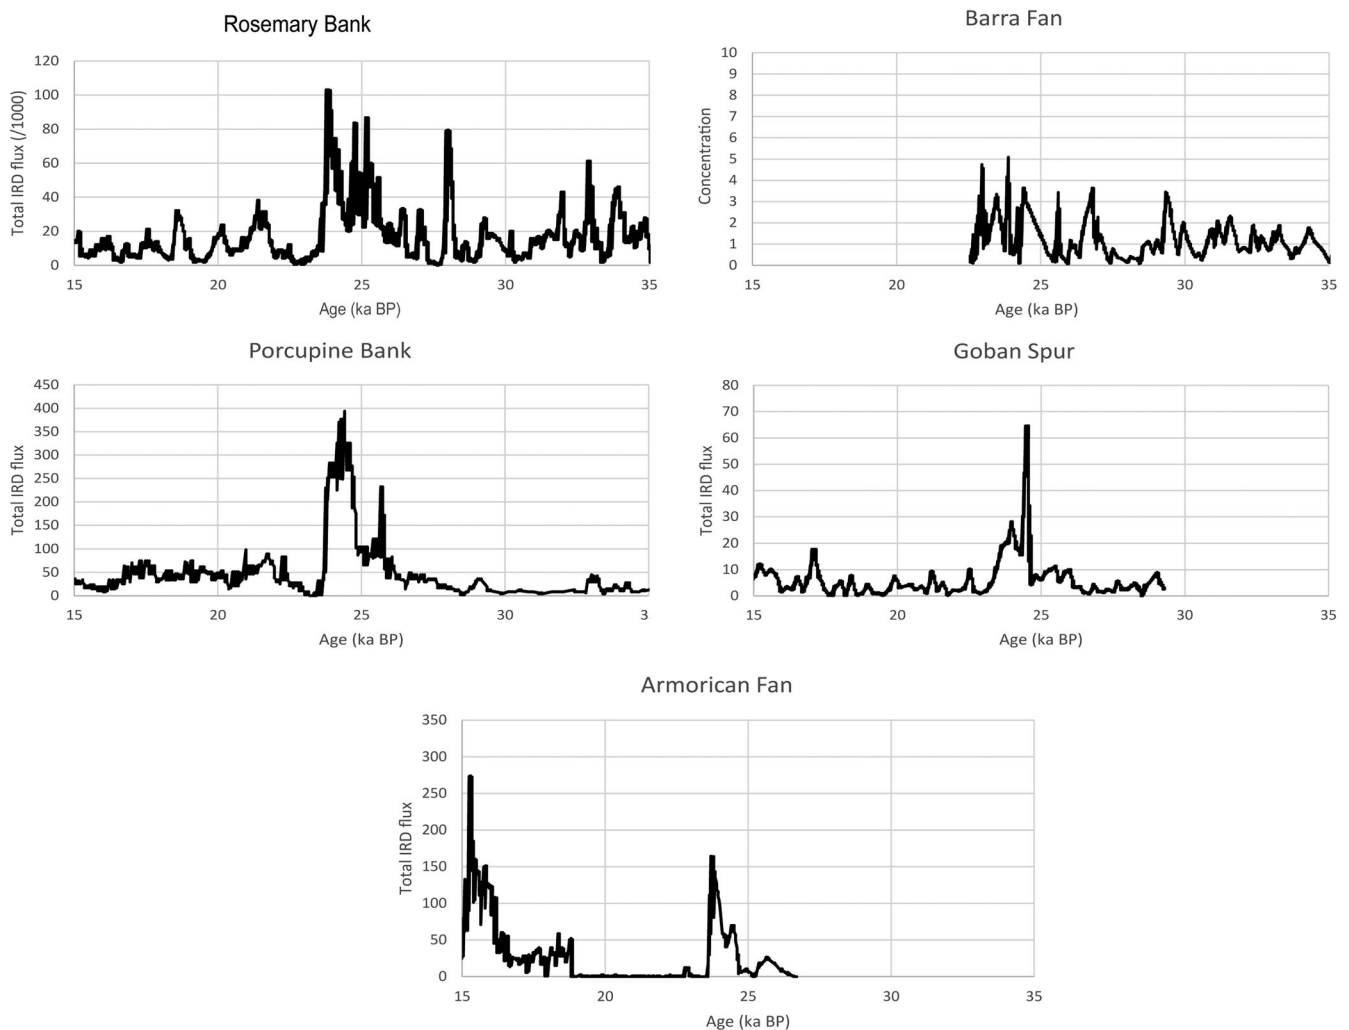 Rosemary Bank
Total IRD flux (/1000)
120
100
80
60
40
20
0
15 20 25 30 35
Age (ka BP)
Barra Fan
Concentration
10
9
8
7
6
5
4
3
2
1
0
15 20 25 30 35
Age (ka BP)
Porcupine Bank
Total IRD flux
450
400
350
300
250
200
150
100
50
0
15 20 25 30 3
Age (ka BP)
Goban Spur
Total IRD flux
80
70
60
50
40
30
20
10
0
15 20 25 30 35
Age (ka BP)
Armorican Fan
Total IRD flux
350
300
250
200
150
100
50
0
15 20 25 30 35
Age (ka BP)